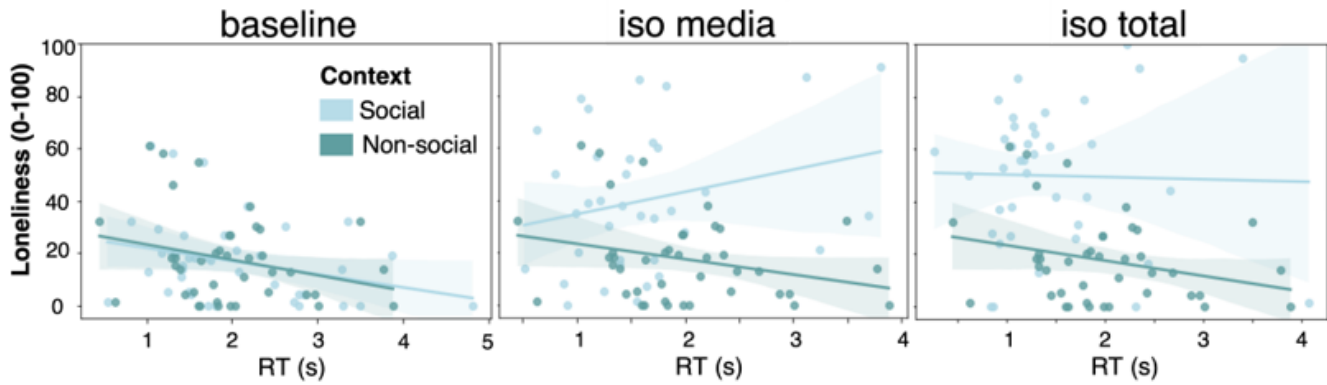 baseline
iso media
iso total
Loneliness (0-100)
100
80
60
40
20
0
Context
Social
Non-social
1 2 3 4 5
RT (s)
1 2 3 4
RT (s)
1 2 3 4
RT (s)